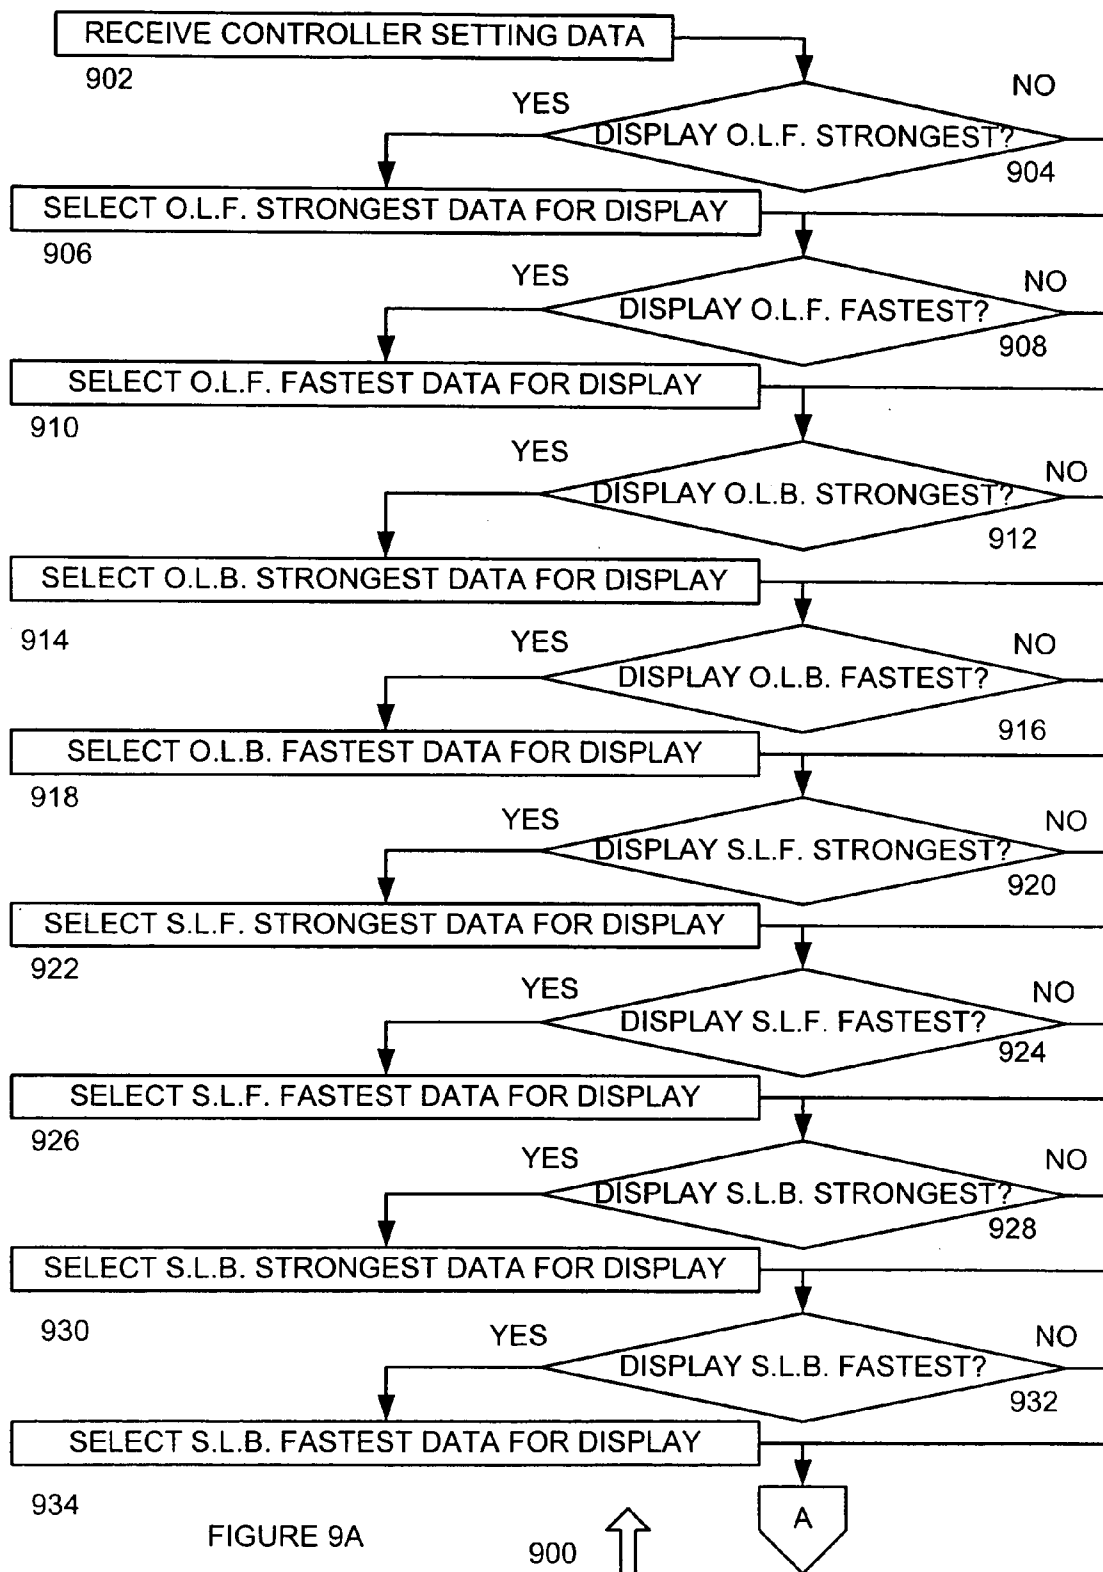 RECEIVE CONTROLLER SETTING DATA
902
YES
NO
DISPLAY O.L.F. STRONGEST?
904
SELECT O.L.F. STRONGEST DATA FOR DISPLAY
906
YES
NO
DISPLAY O.L.F. FASTEST?
908
SELECT O.L.F. FASTEST DATA FOR DISPLAY
910
YES
NO
DISPLAY O.L.B. STRONGEST?
912
SELECT O.L.B. STRONGEST DATA FOR DISPLAY
914
YES
NO
DISPLAY O.L.B. FASTEST?
916
SELECT O.L.B. FASTEST DATA FOR DISPLAY
918
YES
NO
DISPLAY S.L.F. STRONGEST?
920
SELECT S.L.F. STRONGEST DATA FOR DISPLAY
922
YES
NO
DISPLAY S.L.F. FASTEST?
924
SELECT S.L.F. FASTEST DATA FOR DISPLAY
926
YES
NO
DISPLAY S.L.B. STRONGEST?
928
SELECT S.L.B. STRONGEST DATA FOR DISPLAY
930
YES
NO
DISPLAY S.L.B. FASTEST?
932
SELECT S.L.B. FASTEST DATA FOR DISPLAY
934
A
FIGURE 9A
900